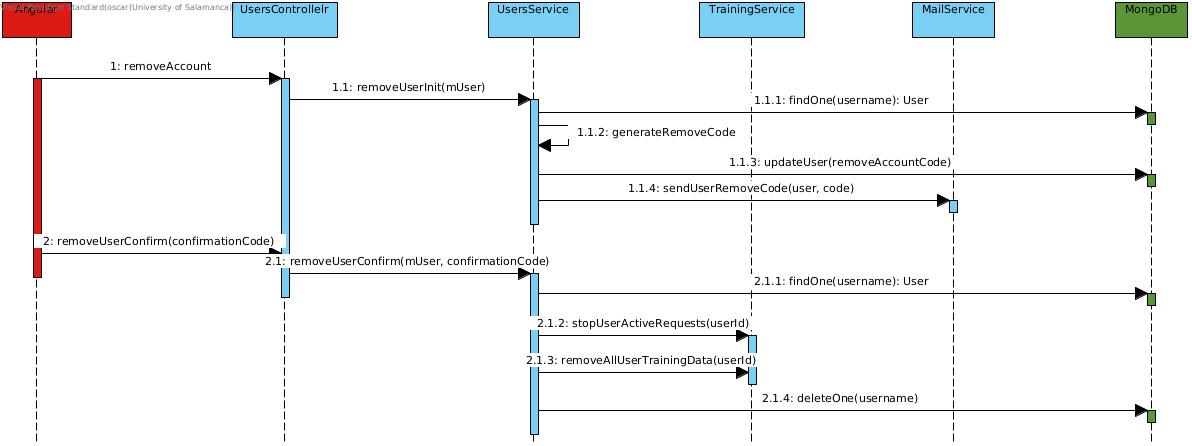 Standard(oscar(University of Salamanca)
Angular
UsersControlelr
UsersService
TrainingService
MailService
MongoDB
1: removeAccount
1.1: removeUserInit(mUser)
1.1.1: findOne(username): User
1.1.2: generateRemoveCode
1.1.3: updateUser(removeAccountCode)
1.1.4: sendUserRemoveCode(user, code)
2: removeUserConfirm(confirmationCode)
2.1: removeUserConfirm(mUser, confirmationCode)
2.1.1: findOne(username): User
2.1.2: stopUserActiveRequests(userId)
2.1.3: removeAllUserTrainingData(userId)
2.1.4: deleteOne(username)